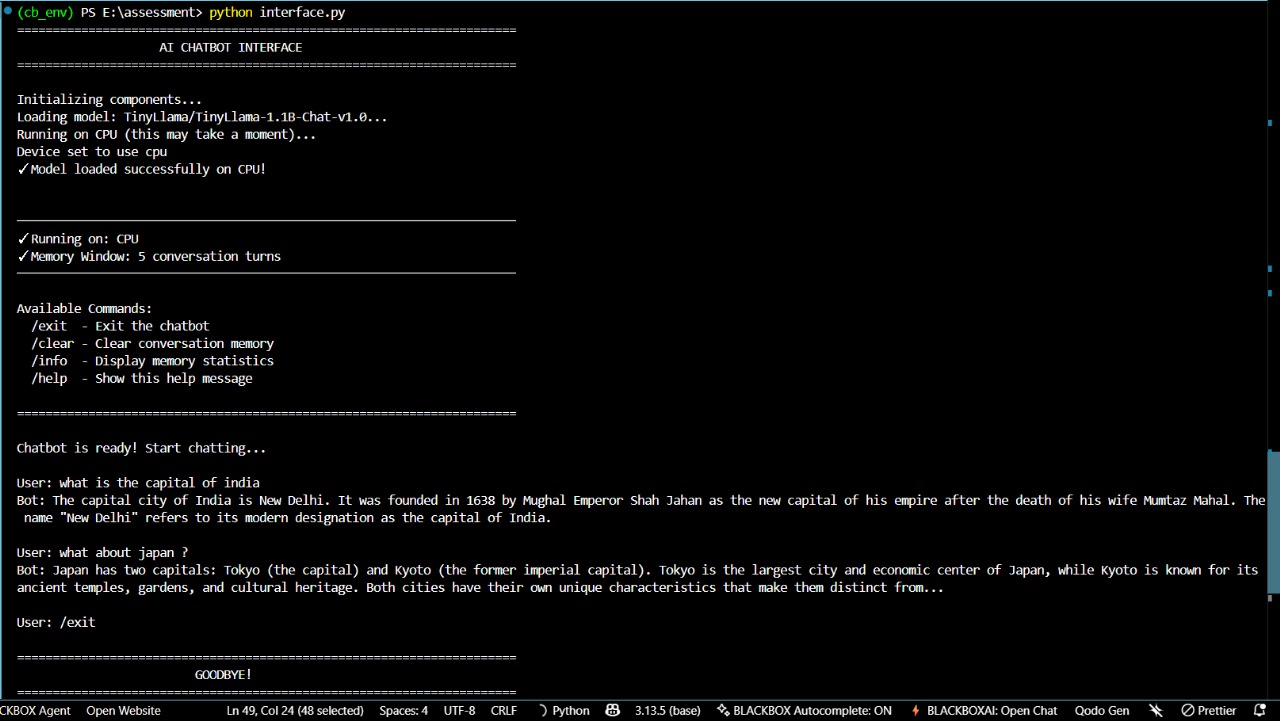 (cb_env) PS E:\assessment> python interface.py
======================================================================
AI CHATBOT INTERFACE
======================================================================
Initializing components...
Loading model: TinyLlama/TinyLlama-1.1B-Chat-v1.0...
Running on CPU (this may take a moment)...
Device set to use cpu
✓Model loaded successfully on CPU!
──────────────────────────────────────────────────────────────────────
✓Running on: CPU
✓Memory Window: 5 conversation turns
──────────────────────────────────────────────────────────────────────
Available Commands:
/exit  - Exit the chatbot
/clear - Clear conversation memory
/info  - Display memory statistics
/help  - Show this help message
======================================================================
Chatbot is ready! Start chatting...
User: what is the capital of india
Bot: The capital city of India is New Delhi. It was founded in 1638 by Mughal Emperor Shah Jahan as the new capital of his empire after the death of his wife Mumtaz Mahal. The
name "New Delhi" refers to its modern designation as the capital of India.
User: what about japan ?
Bot: Japan has two capitals: Tokyo (the capital) and Kyoto (the former imperial capital). Tokyo is the largest city and economic center of Japan, while Kyoto is known for its
ancient temples, gardens, and cultural heritage. Both cities have their own unique characteristics that make them distinct from...
User: /exit
======================================================================
GOODBYE!
======================================================================
CKBOX Agent Open Website Ln 49, Col 24 (48 selected) Spaces: 4 UTF-8 CRLF Python 3.13.5 (base) BLACKBOX Autocomplete: ON BLACKBOXAI: Open Chat Qodo Gen Prettier